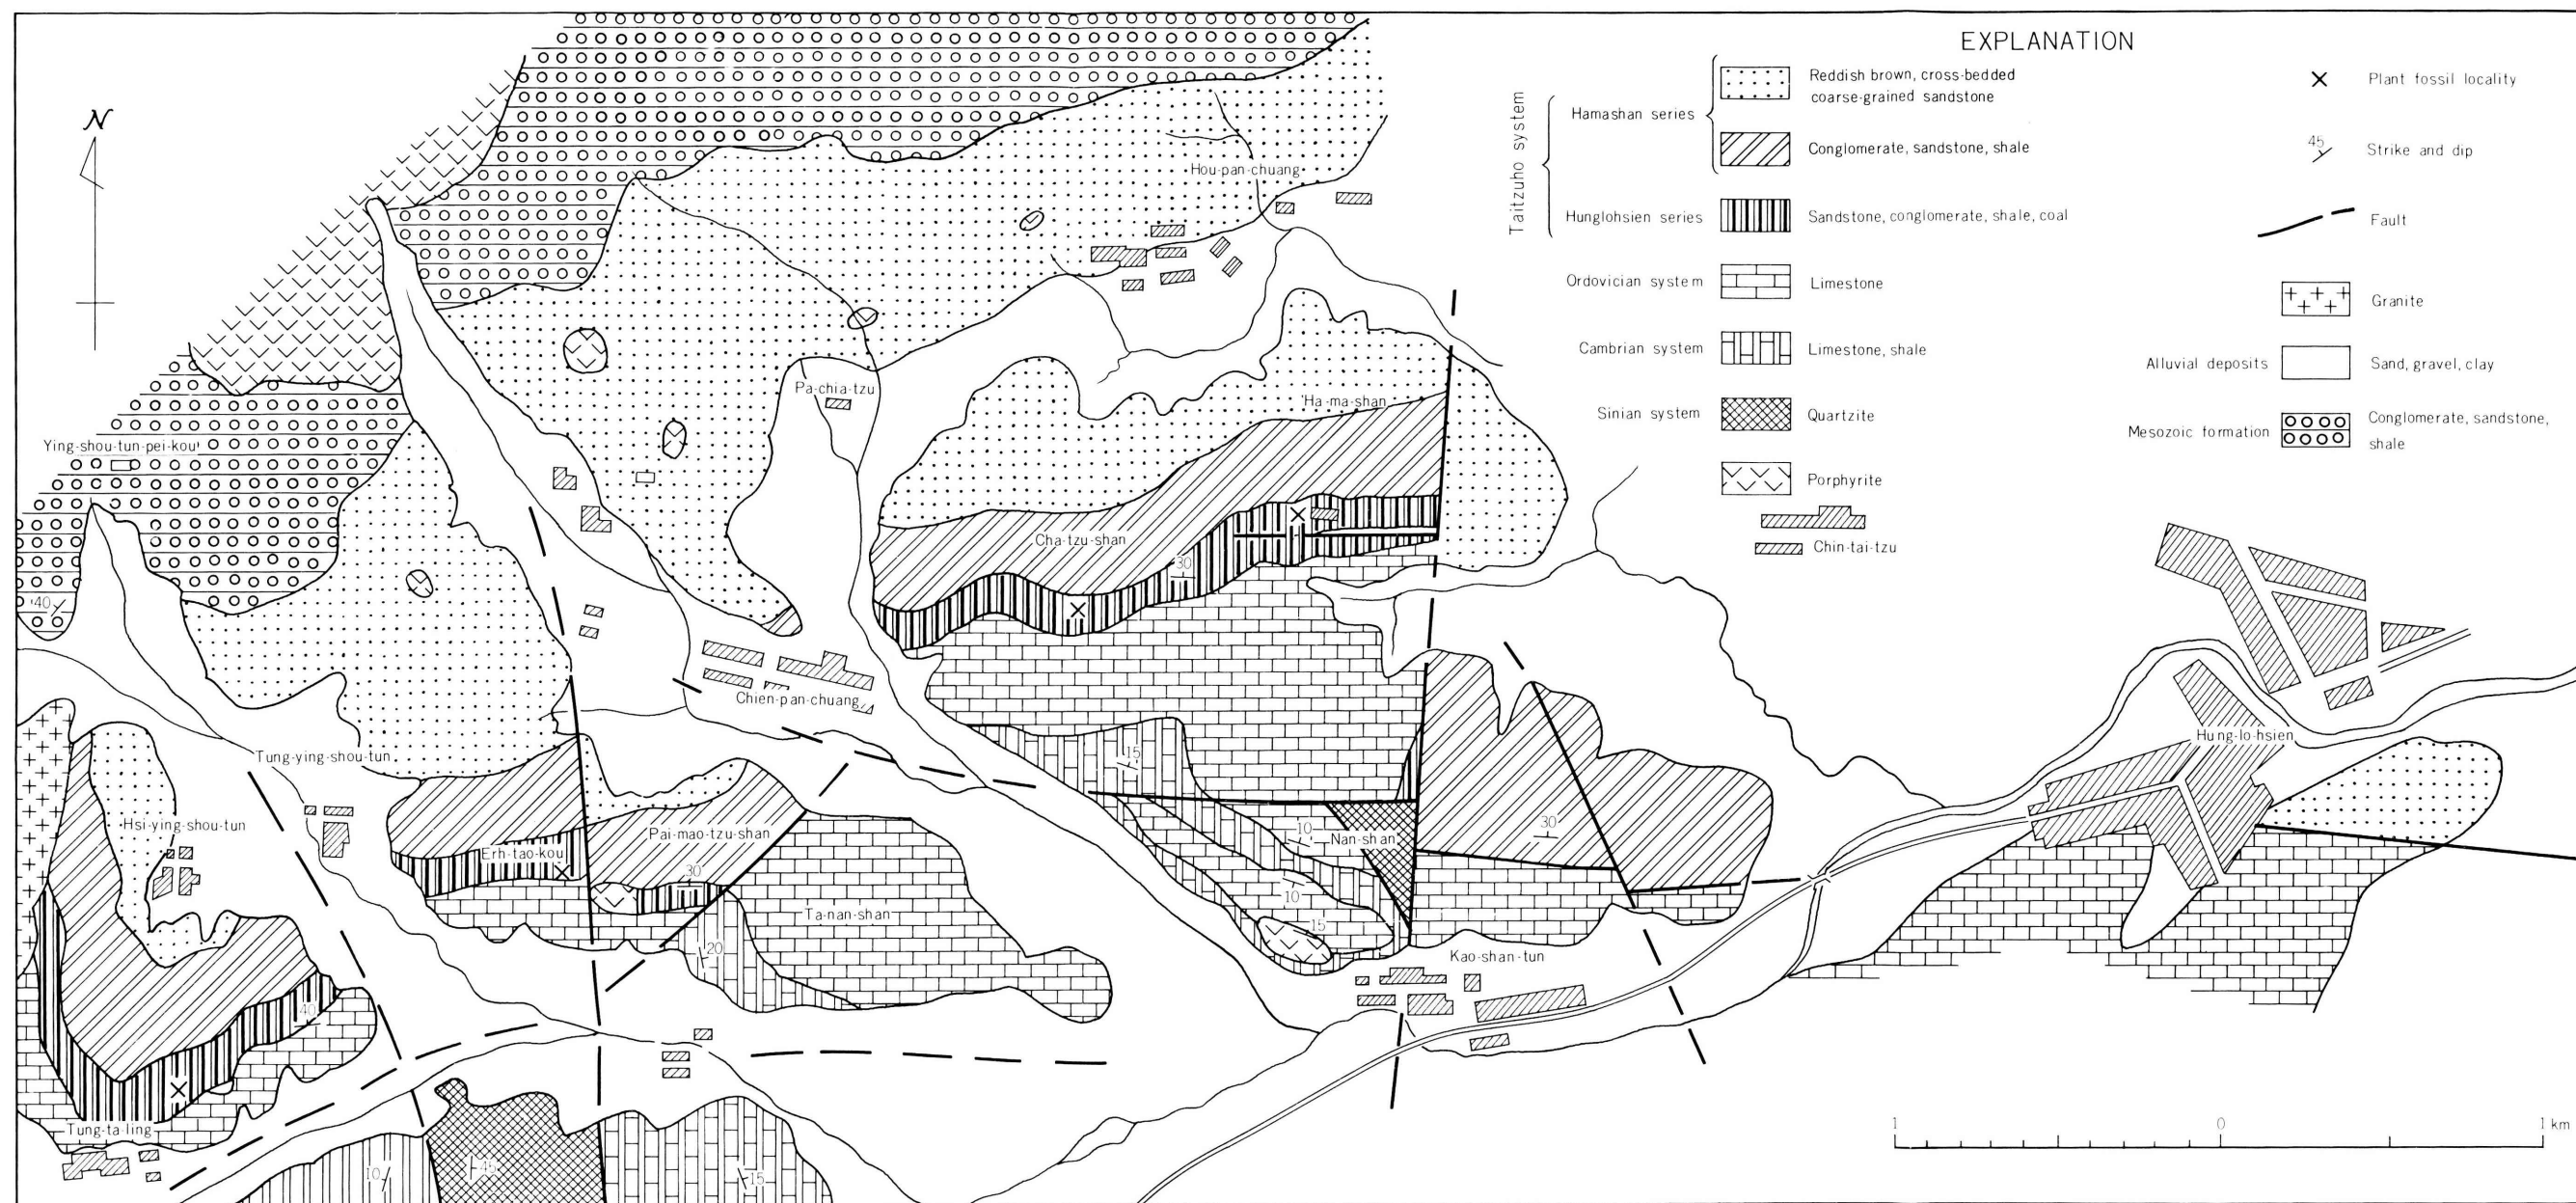 EXPLANATION
N
Taitzuho system
Hamashan series
Reddish brown, cross-bedded
coarse-grained sandstone
Conglomerate, sandstone, shale
Hunglohsien series
Sandstone, conglomerate, shale, coal
Ordovician system
Limestone
Cambrian system
Limestone, shale
Sinian system
Quartzite
Porphyrite
Chin-tai-tzu
Plant fossil locality
45
Strike and dip
Fault
Granite
Alluvial deposits
Sand, gravel, clay
Mesozoic formation
Conglomerate, sandstone,
shale
Hou-pan-chuang
Pa-chia-tzu
Ha-ma-shan
Ying-shou-tun-pei-kou
Cha-tzu-shan
30
40
Chien-pan-chuang
Hung-lo-hsien
Tung-ying-shou-tun
15
Hsi-ying-shou-tun
Pai-mao-tzu-shan
10
Nan-shan
30
Erh-tao-kou
30
10
Ta-nan-shan
15
20
Kao-shan-tun
40
Tung-ta-ling
10
45
15
1
0
1 km